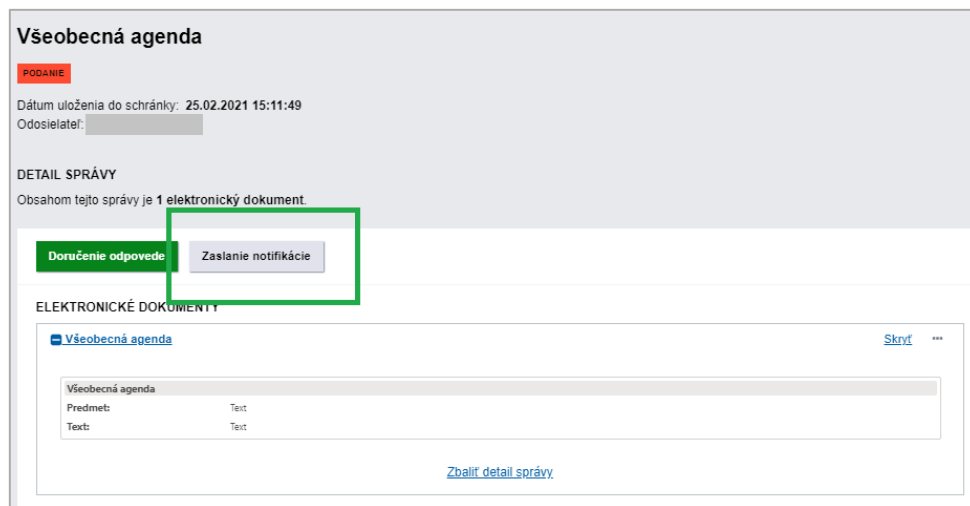 Všeobecná agenda
PODANIE
Dátum uloženia do schránky: 25.02.2021 15:11:49
Odosielateľ:
DETAIL SPRÁVY
Obsahom tejto správy je 1 elektronický dokument.
Doručenie odpovede Zaslanie notifikácie
ELEKTRONICKÉ DOKUMENTY
Všeobecná agenda Skryť ...
Všeobecná agenda
Predmet: Text
Text: Text
Zbaliť detail správy